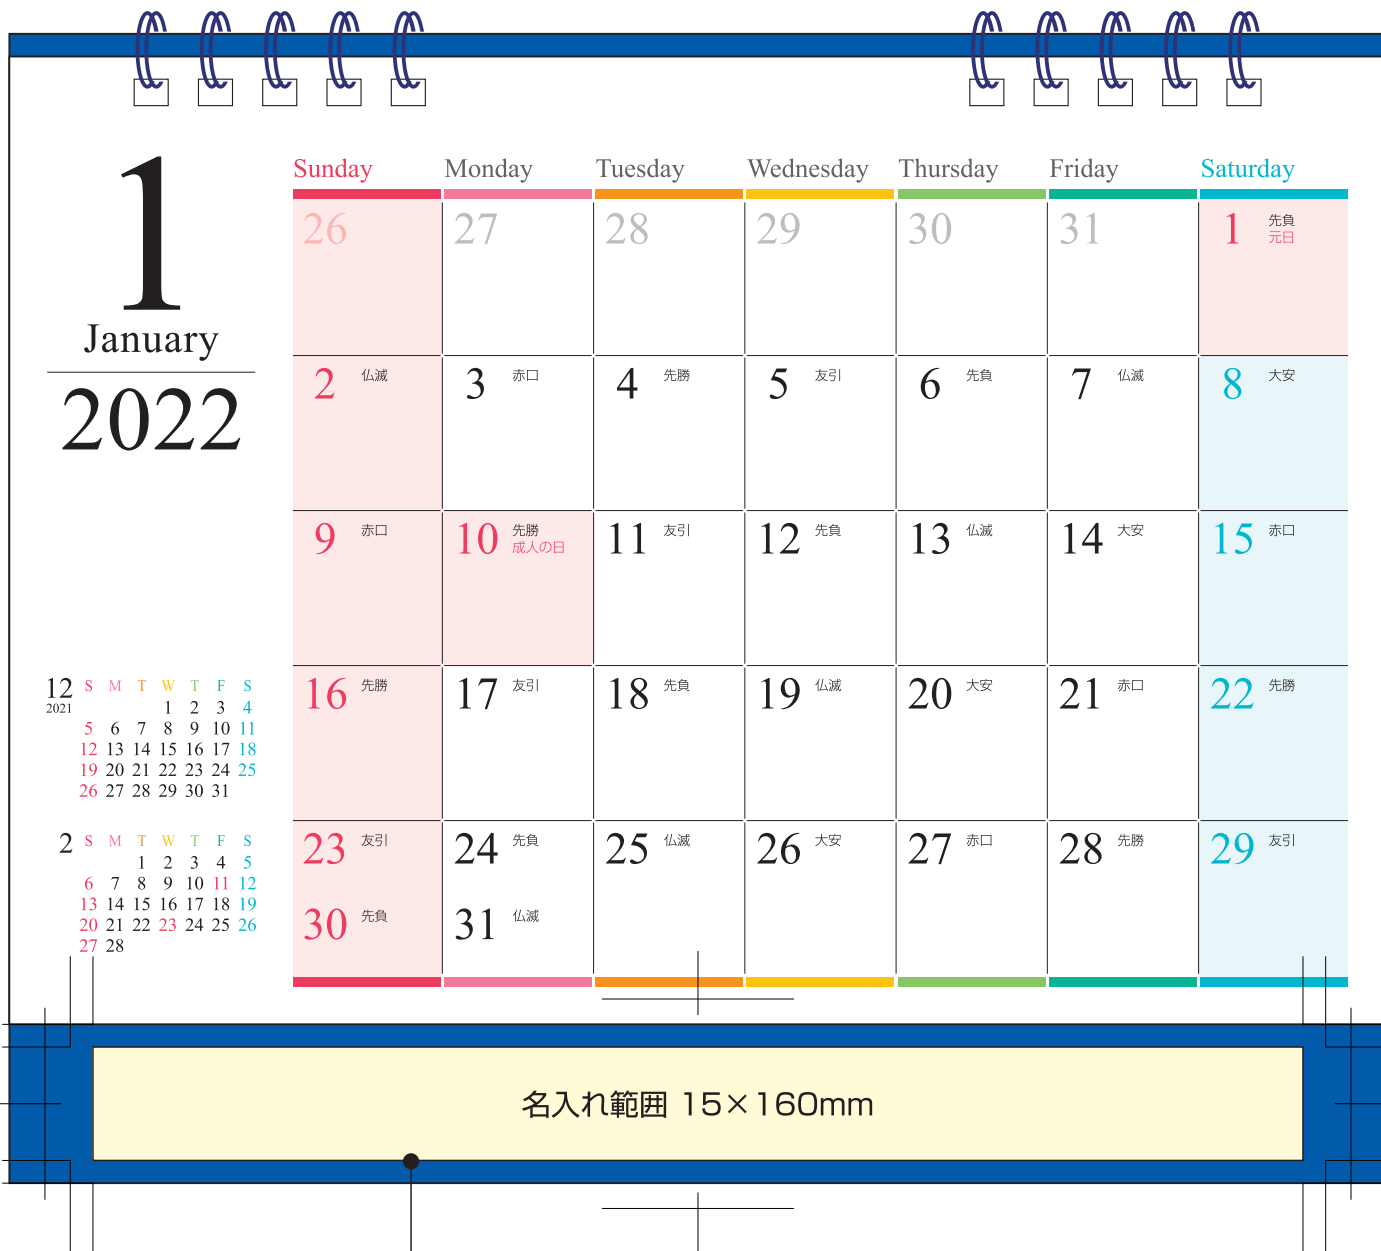 1
January
2022
Sunday Monday Tuesday Wednesday Thursday Friday Saturday
26 27 28 29 30 31 1 先負
元日
2 仏滅 3 赤口 4 先勝 5 友引 6 先負 7 仏滅 8 大安
9 赤口 10 先勝 11 友引 12 先負 13 仏滅 14 大安 15 赤口
成人の日
16 先勝 17 友引 18 先負 19 仏滅 20 大安 21 赤口 22 先勝
23 友引 24 先負 25 仏滅 26 大安 27 赤口 28 先勝 29 友引
30 先負 31 仏滅
12 S M T W T F S
2021 1 2 3 4
5 6 7 8 9 10 11
12 13 14 15 16 17 18
19 20 21 22 23 24 25
26 27 28 29 30 31
2 S M T W T F S
1 2 3 4 5
6 7 8 9 10 11 12
13 14 15 16 17 18 19
20 21 22 23 24 25 26
27 28
名入れ範囲 15×160mm